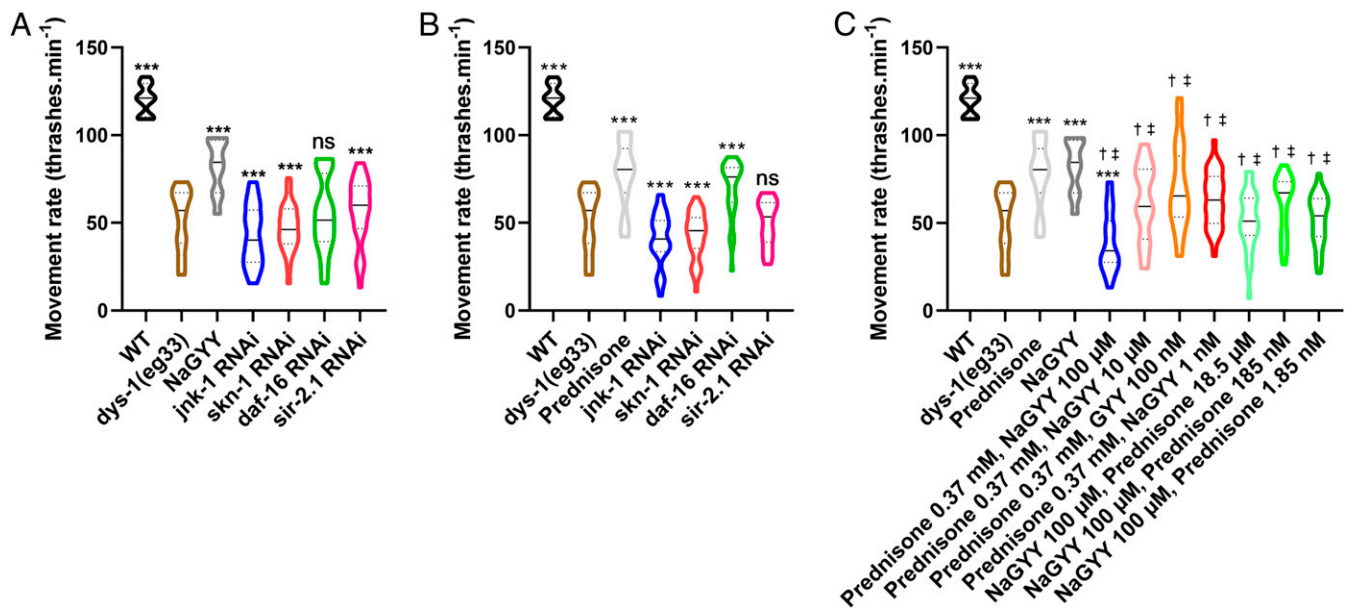 A
Movement rate (thrashes.min-1)
150
100
50
0
***
***
***
***
ns
***
WT
dys-1(eg33)
NaGYY
jnk-1 RNAi
skn-1 RNAi
daf-16 RNAi
sir-2.1 RNAi
B
Movement rate (thrashes.min-1)
150
100
50
0
***
***
***
***
***
ns
WT
dys-1(eg33)
Prednisone
jnk-1 RNAi
skn-1 RNAi
daf-16 RNAi
sir-2.1 RNAi
C
Movement rate (thrashes.min-1)
150
100
50
0
***
***
***
† ‡
***
† ‡
† ‡
† ‡
† ‡
† ‡
† ‡
WT
dys-1(eg33)
Prednisone
NaGYY
Prednisone 0.37 mM, NaGYY 100 µM
Prednisone 0.37 mM, NaGYY 10 µM
Prednisone 0.37 mM, GYY 100 nM
Prednisone 0.37 mM, NaGYY 1 nM
NaGYY 100 µM, Prednisone 18.5 µM
NaGYY 100 µM, Prednisone 185 nM
NaGYY 100 µM, Prednisone 1.85 nM